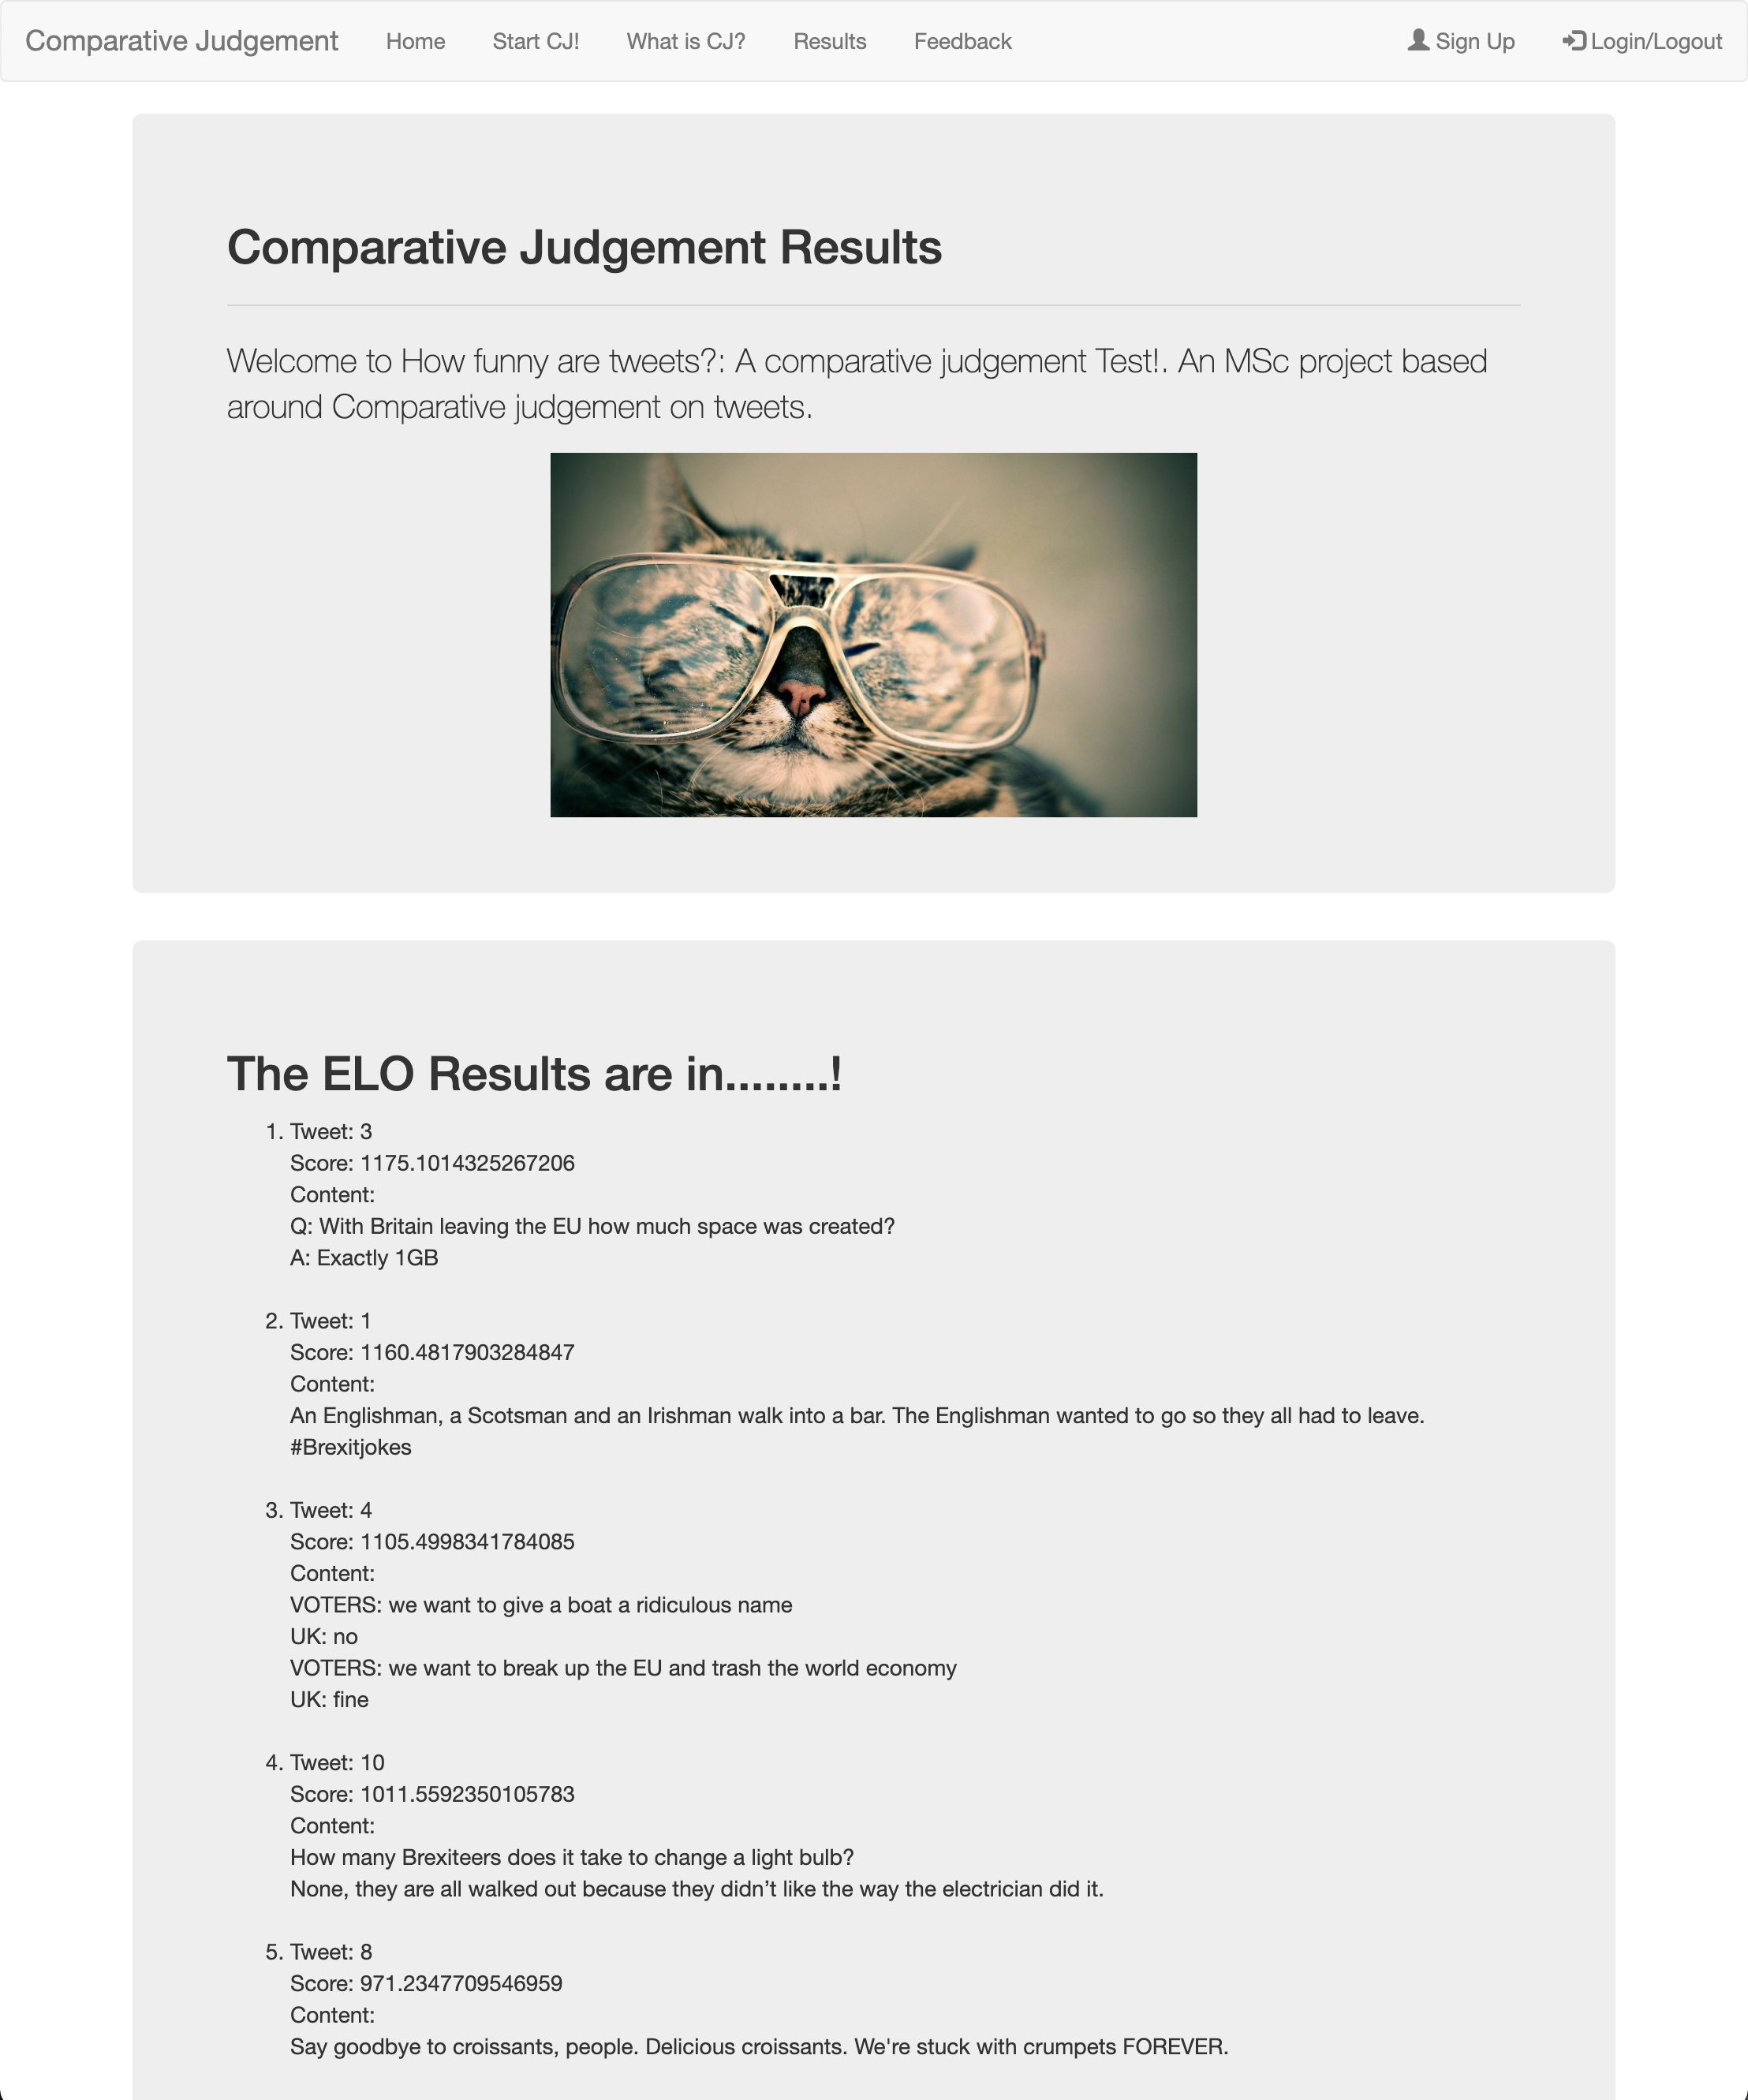 Comparative Judgement Home Start CJ! What is CJ? Results Feedback Sign Up Login/Logout
Comparative Judgement Results
Welcome to How funny are tweets?: A comparative judgement Test!. An MSc project based
around Comparative judgement on tweets.
The ELO Results are in........!
1. Tweet: 3
Score: 1175.1014325267206
Content:
Q: With Britain leaving the EU how much space was created?
A: Exactly 1GB
2. Tweet: 1
Score: 1160.4817903284847
Content:
An Englishman, a Scotsman and an Irishman walk into a bar. The Englishman wanted to go so they all had to leave.
#Brexitjokes
3. Tweet: 4
Score: 1105.4998341784085
Content:
VOTERS: we want to give a boat a ridiculous name
UK: no
VOTERS: we want to break up the EU and trash the world economy
UK: fine
4. Tweet: 10
Score: 1011.5592350105783
Content:
How many Brexiteers does it take to change a light bulb?
None, they are all walked out because they didn’t like the way the electrician did it.
5. Tweet: 8
Score: 971.2347709546959
Content:
Say goodbye to croissants, people. Delicious croissants. We're stuck with crumpets FOREVER.